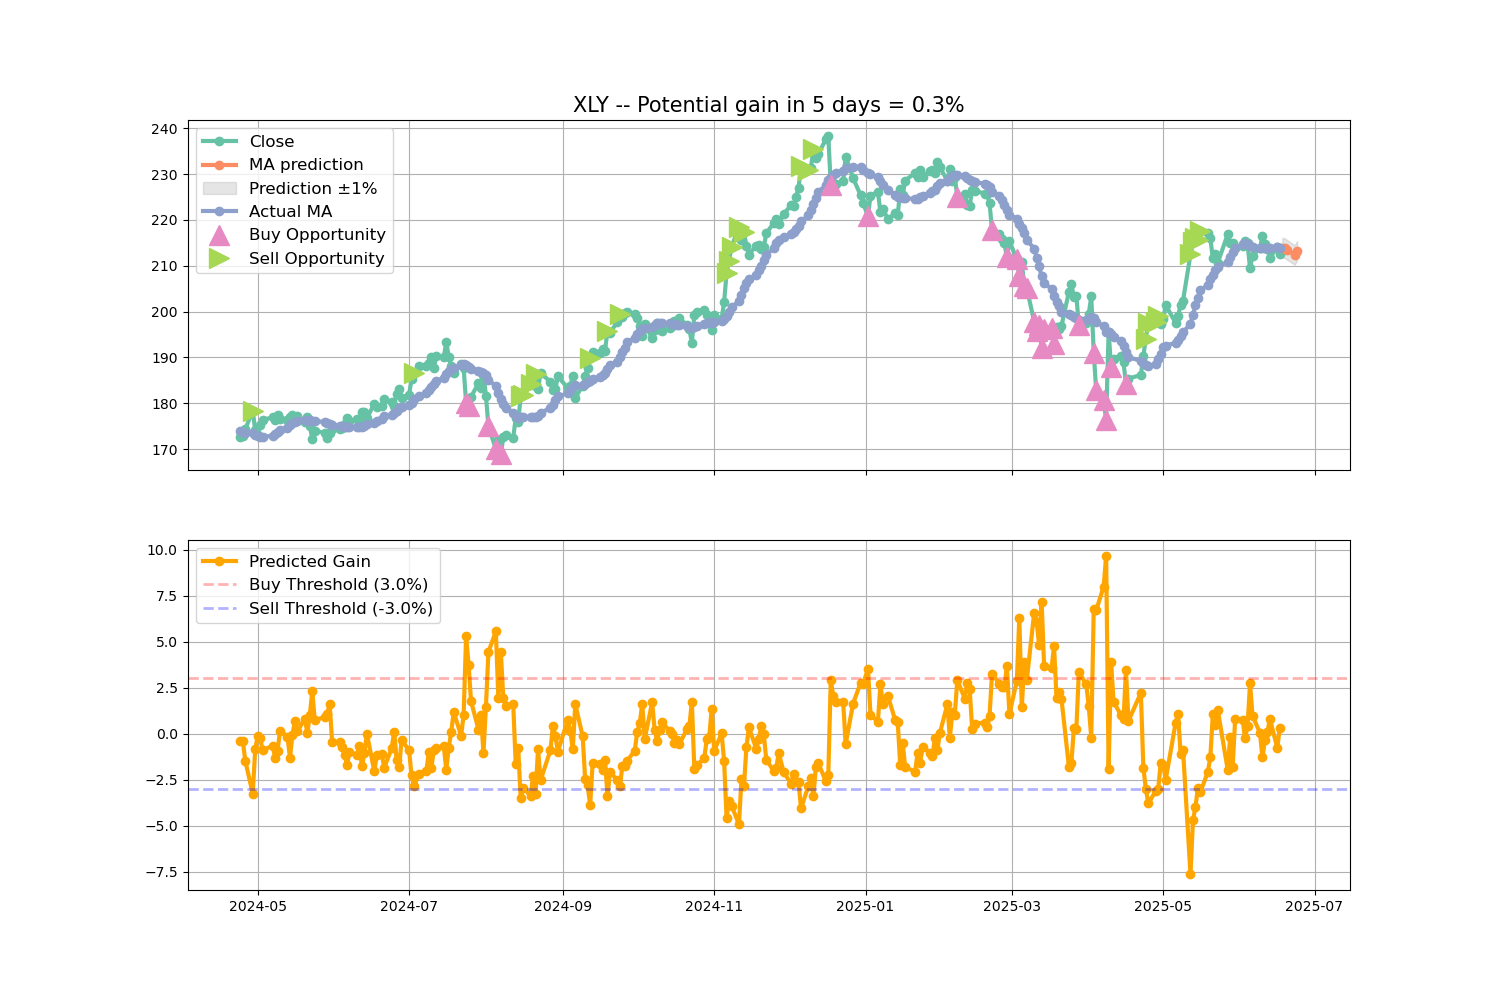 XLY -- Potential gain in 5 days = 0.3%
240
230
220
210
200
190
180
170
Close
MA prediction
Prediction ±1%
Actual MA
Buy Opportunity
Sell Opportunity
10.0
7.5
5.0
2.5
0.0
−2.5
−5.0
−7.5
Predicted Gain
Buy Threshold (3.0%)
Sell Threshold (-3.0%)
2024-05
2024-07
2024-09
2024-11
2025-01
2025-03
2025-05
2025-07